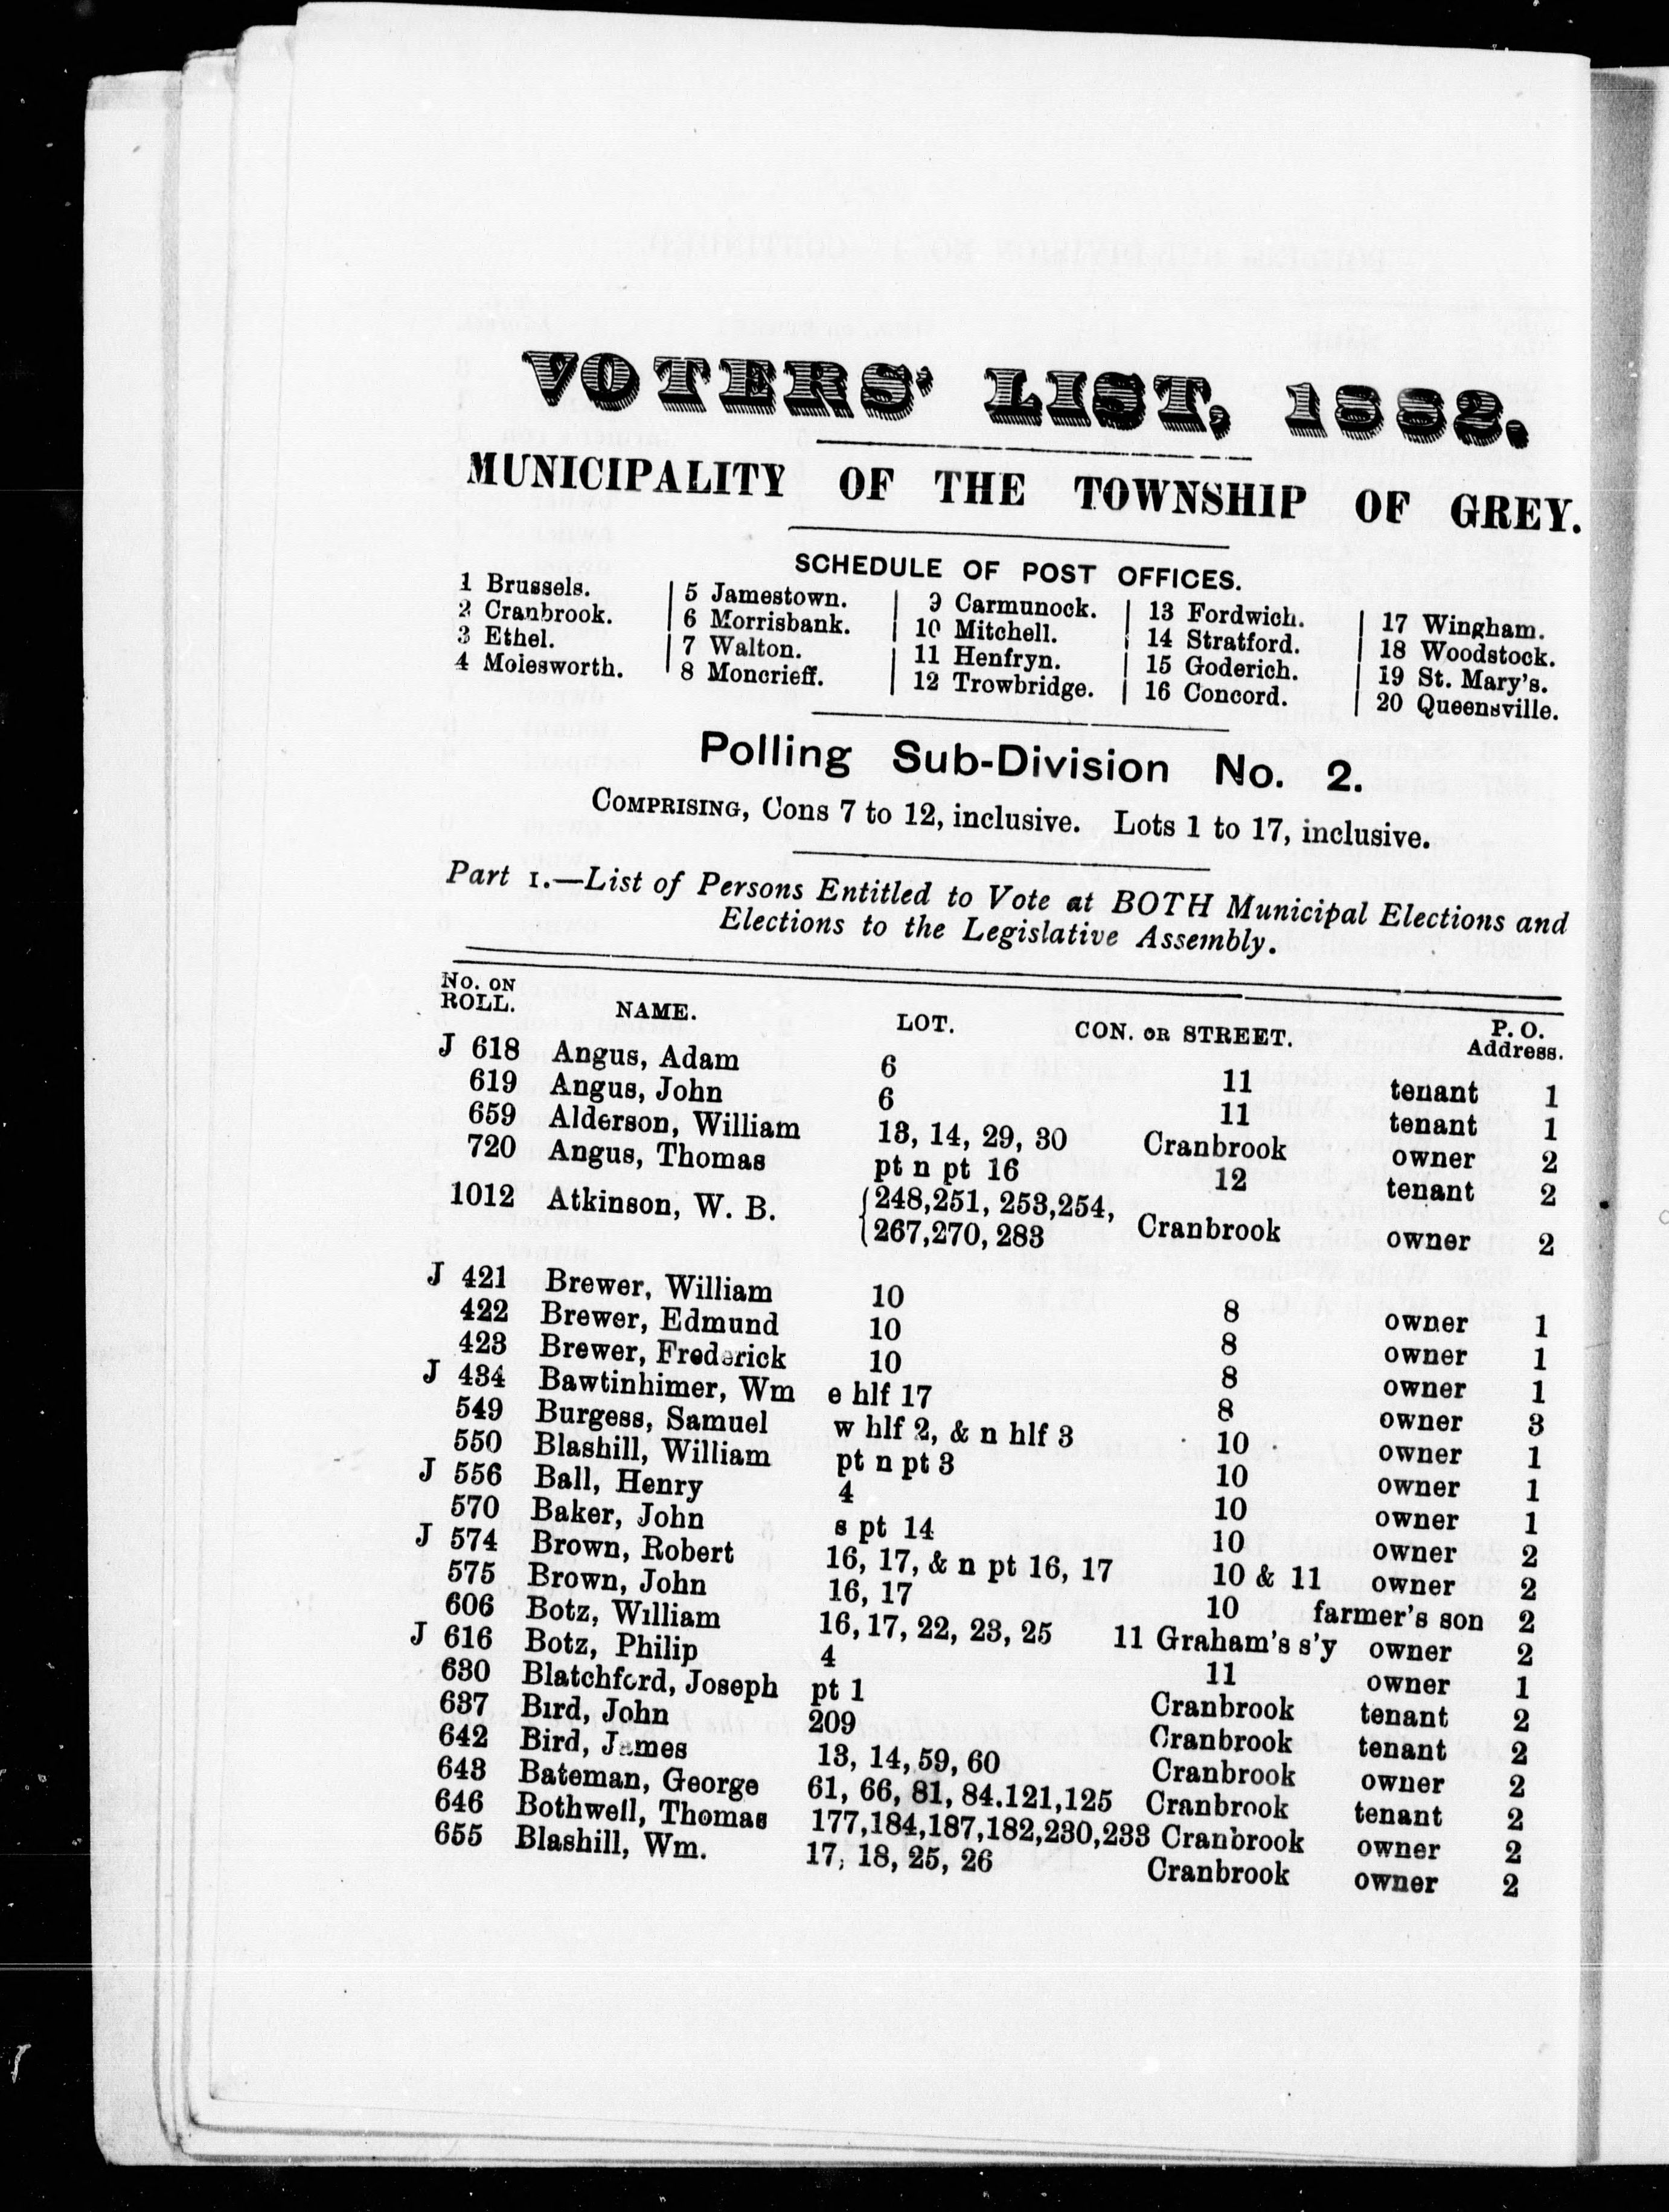 VOTERS' LIST, 1882.
MUNICIPALITY OF THE TOWNSHIP OF GREY.
SCHEDULE OF POST OFFICES.
1 Brussels. | 5 Jamestown. | 9 Carmunock. | 13 Fordwich. | 17 Wingham.
2 Cranbrook. | 6 Morrisbank. | 10 Mitchell. | 14 Stratford. | 18 Woodstock.
3 Ethel. | 7 Walton. | 11 Henfryn. | 15 Goderich. | 19 St. Mary's.
4 Molesworth. | 8 Moncrieff. | 12 Trowbridge. | 16 Concord. | 20 Queensville.
Polling Sub-Division No. 2.
COMPRISING, Cons 7 to 12, inclusive. Lots 1 to 17, inclusive.
Part I.—List of Persons Entitled to Vote at BOTH Municipal Elections and
Elections to the Legislative Assembly.
No. ON ROLL. NAME. LOT. CON. OR STREET. P. O. Address.
J 618 Angus, Adam 6 11 tenant 1
619 Angus, John 6 11 tenant 1
659 Alderson, William 13, 14, 29, 30 Cranbrook owner 2
720 Angus, Thomas pt n pt 16 12 tenant 2
1012 Atkinson, W. B. {248,251, 253,254,
267,270, 283 Cranbrook owner 2
J 421 Brewer, William 10 8 owner 1
422 Brewer, Edmund 10 8 owner 1
423 Brewer, Frederick 10 8 owner 1
J 434 Bawtinhimer, Wm e hlf 17 8 owner 3
549 Burgess, Samuel w hlf 2, & n hlf 3 10 owner 1
550 Blashill, William pt n pt 3 10 owner 1
J 556 Ball, Henry 4 10 owner 1
570 Baker, John s pt 14 10 owner 2
J 574 Brown, Robert 16, 17, & n pt 16, 17 10 & 11 owner 2
575 Brown, John 16, 17 10 farmer's son 2
606 Botz, William 16, 17, 22, 23, 25 11 Graham's s'y owner 2
J 616 Botz, Philip 4 11 owner 1
630 Blatchford, Joseph pt 1 Cranbrook tenant 2
637 Bird, John 209 Cranbrook tenant 2
642 Bird, James 13, 14, 59, 60 Cranbrook owner 2
643 Bateman, George 61, 66, 81, 84.121,125 Cranbrook tenant 2
646 Bothwell, Thomas 177,184,187,182,230,233 Cranbrook owner 2
655 Blashill, Wm. 17, 18, 25, 26 Cranbrook owner 2